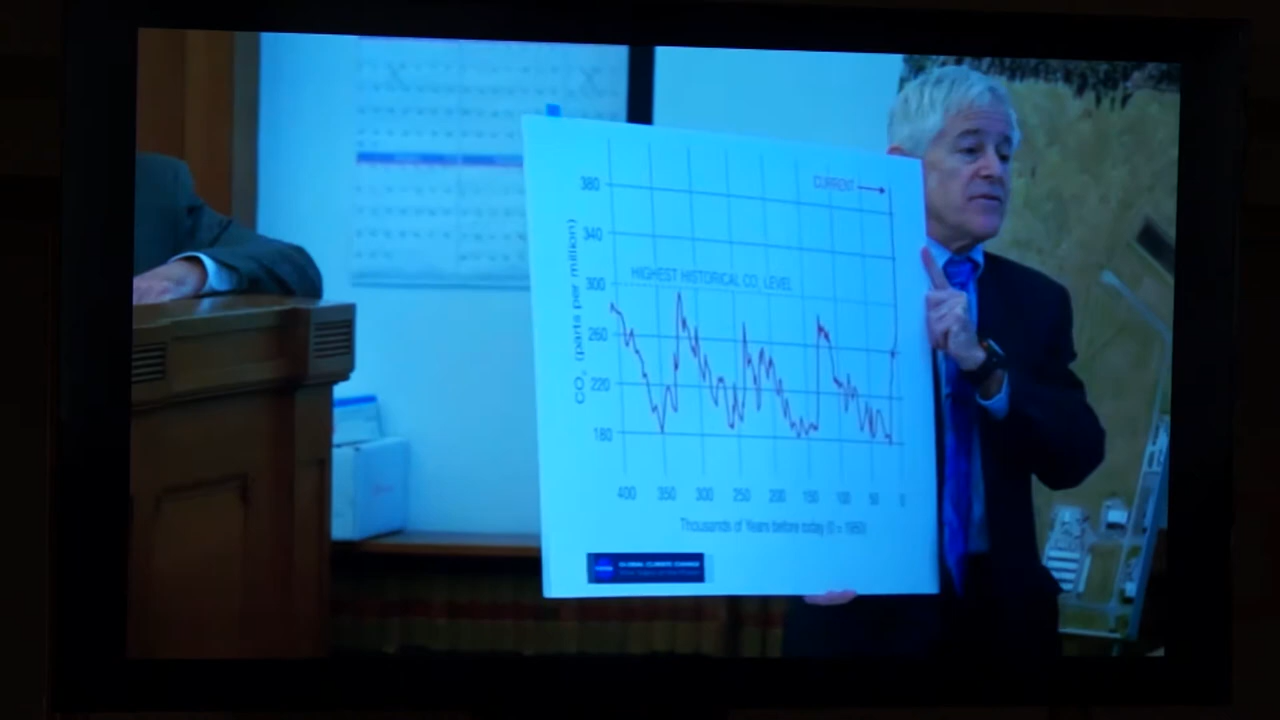 380
CURRENT
340
HIGHEST HISTORICAL CO₂ LEVEL
300
260
220
180
CO₂ (parts per million)
400 350 300 250 200 150 100 50 0
Thousands of Years before today (0 = 1950)
GLOBAL CLIMATE CHANGE